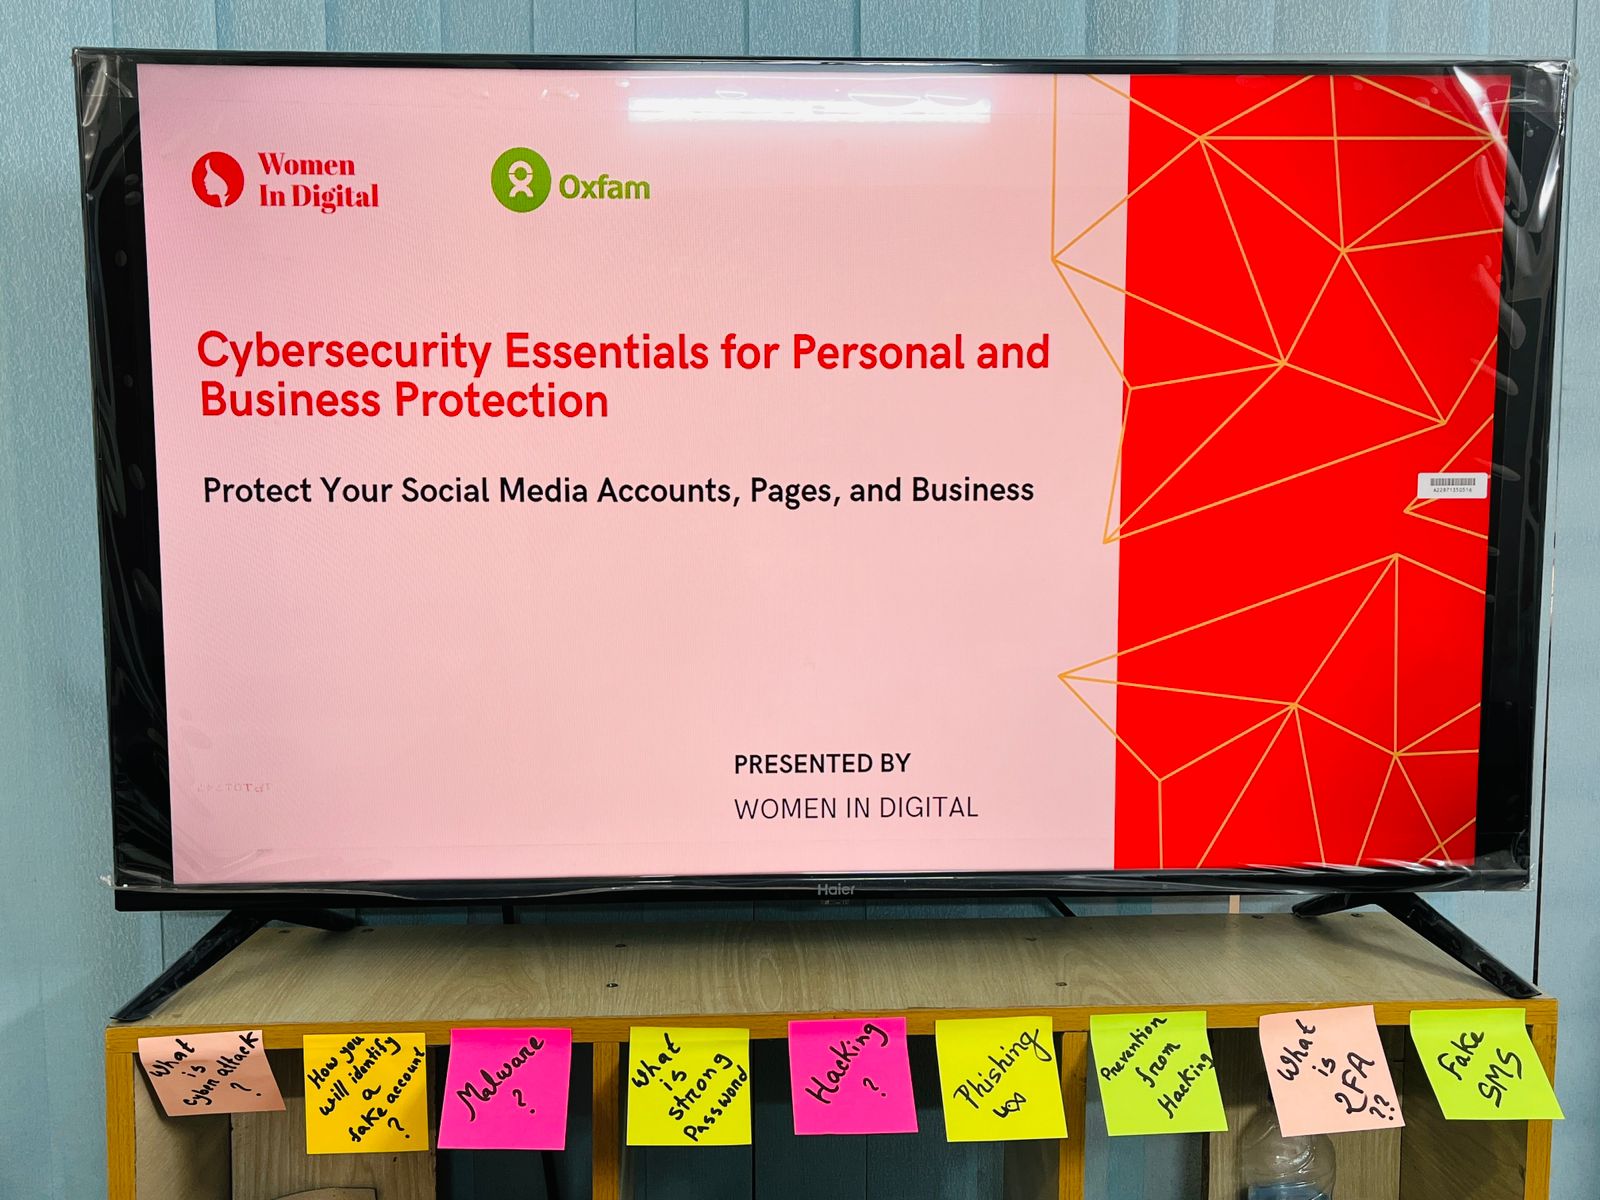 Women
In Digital
Oxfam
Cybersecurity Essentials for Personal and
Business Protection
Protect Your Social Media Accounts, Pages, and Business
PRESENTED BY
WOMEN IN DIGITAL
Haier
What
is
cyber attack
?
How you
will identify
a
fake account
?
Malware
?
What
is
strong
Password
Hacking
?
Phishing
Prevention
from
Hacking
What
is
2FA
??
Fake
SMS